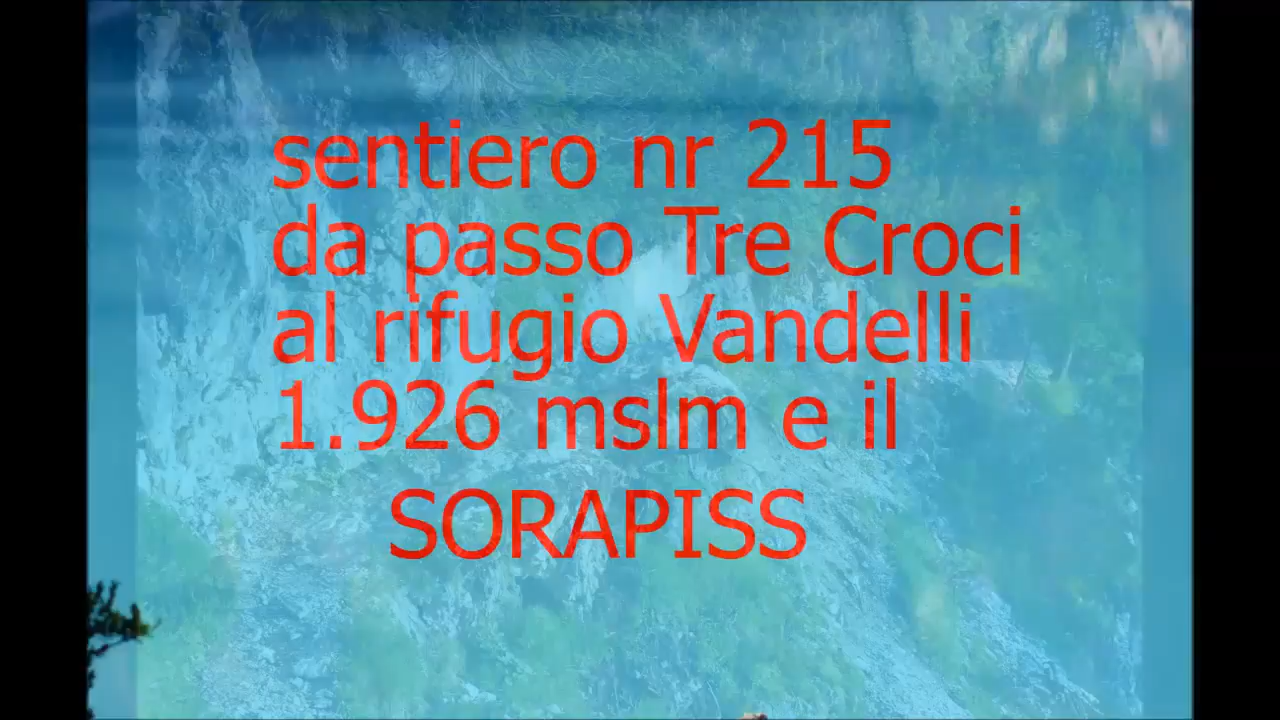 sentiero nr 215
da passo Tre Croci
al rifugio Vandelli
1.926 mslm e il
SORAPISS